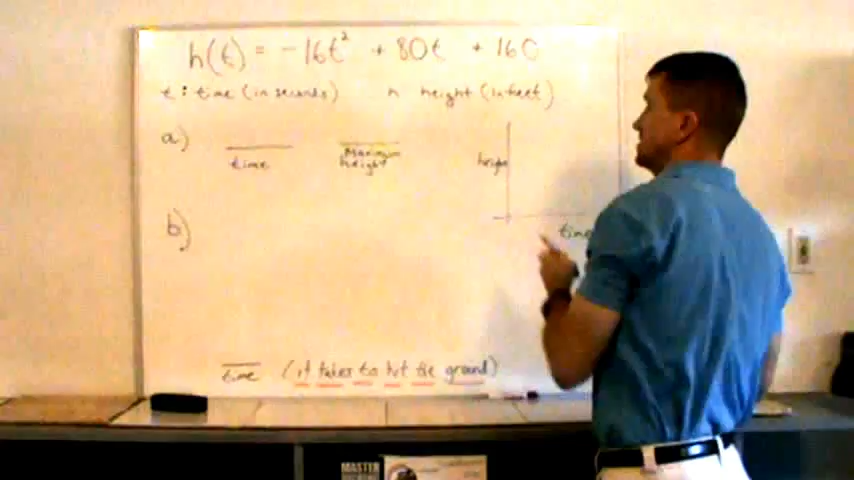 h(t) = -16t² + 80t + 160
t : time (in seconds) h height (in feet)
a) time Maximum height
height
time
b)
time (it takes to hit the ground)
MASTER